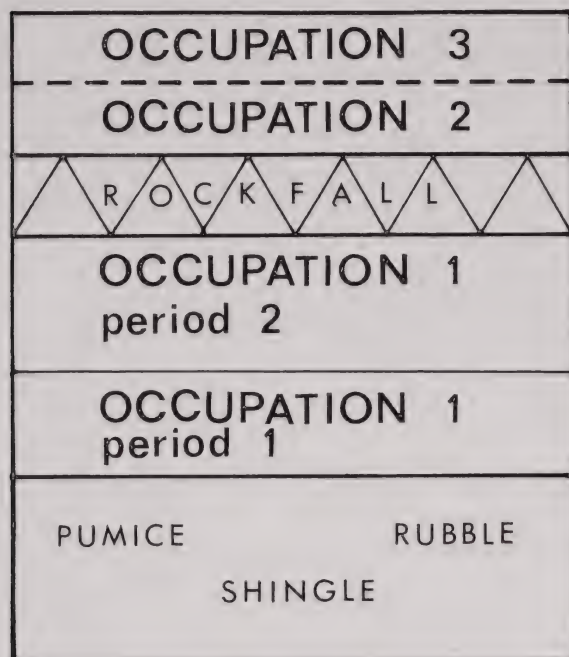 OCCUPATION 3
OCCUPATION 2
ROCKFALL
OCCUPATION 1
period 2
OCCUPATION 1
period 1
PUMICE RUBBLE
SHINGLE